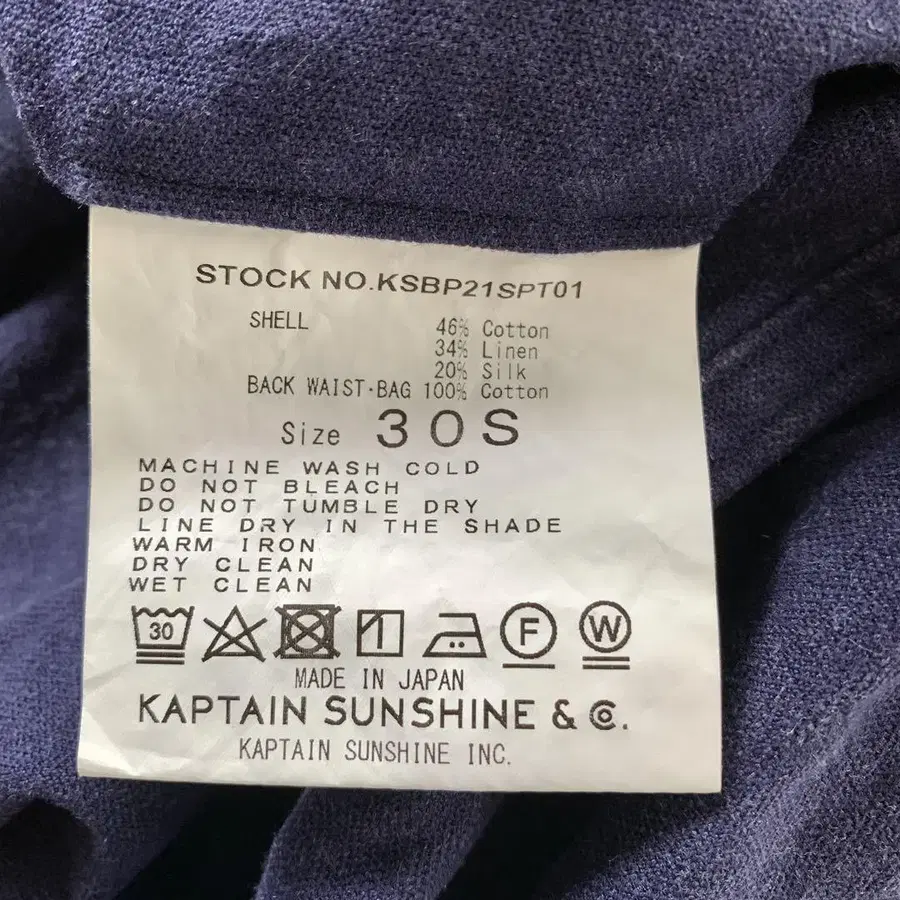 STOCK NO.KSBP21SPT01
SHELL 46% Cotton
34% Linen
20% Silk
BACK WAIST·BAG 100% Cotton
Size 30S
MACHINE WASH COLD
DO NOT BLEACH
DO NOT TUMBLE DRY
LINE DRY IN THE SHADE
WARM IRON
DRY CLEAN
WET CLEAN
30 F W
MADE IN JAPAN
KAPTAIN SUNSHINE & Co.
KAPTAIN SUNSHINE INC.